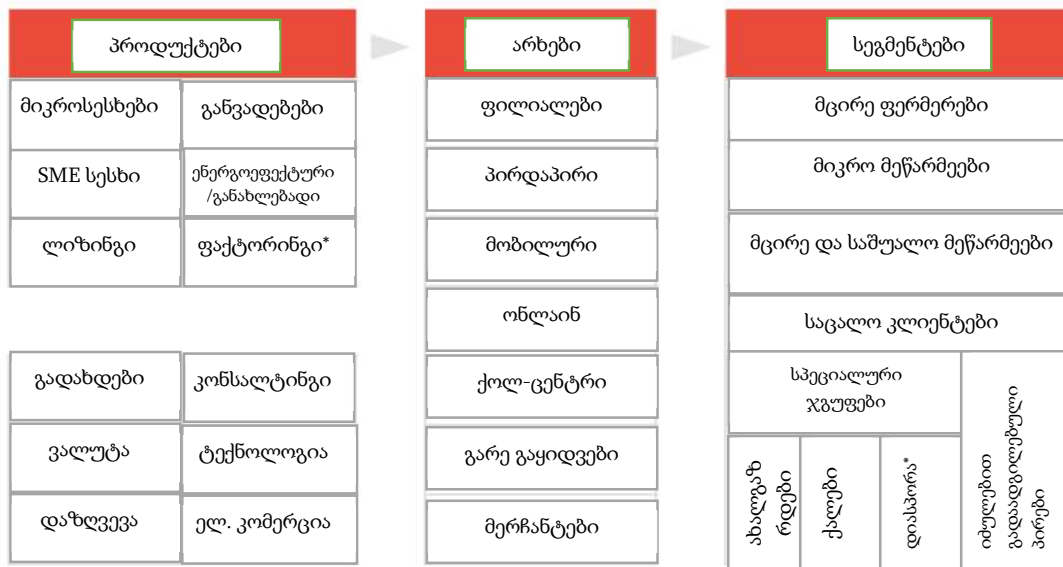 პროდუქტები
მიკროსესხები
განვადებები
SME სესხი
ენერგოეფექტური
/განახლებადი
ლიზინგი
ფაქტორინგი*
გადახდები
კონსალტინგი
ვალუტა
ტექნოლოგია
დაზღვევა
ელ. კომერცია
არხები
ფილიალები
პირდაპირი
მობილური
ონლაინ
ქოლ-ცენტრი
გარე გაყიდვები
მერჩანტები
სეგმენტები
მცირე ფერმერები
მიკრო მეწარმეები
მცირე და საშუალო მეწარმეები
საცალო კლიენტები
სპეციალური
ჯგუფები
ახალგაზ
რდები
ქალები
დიასპორა*
იძულებით
გადაადგილებული
პირები